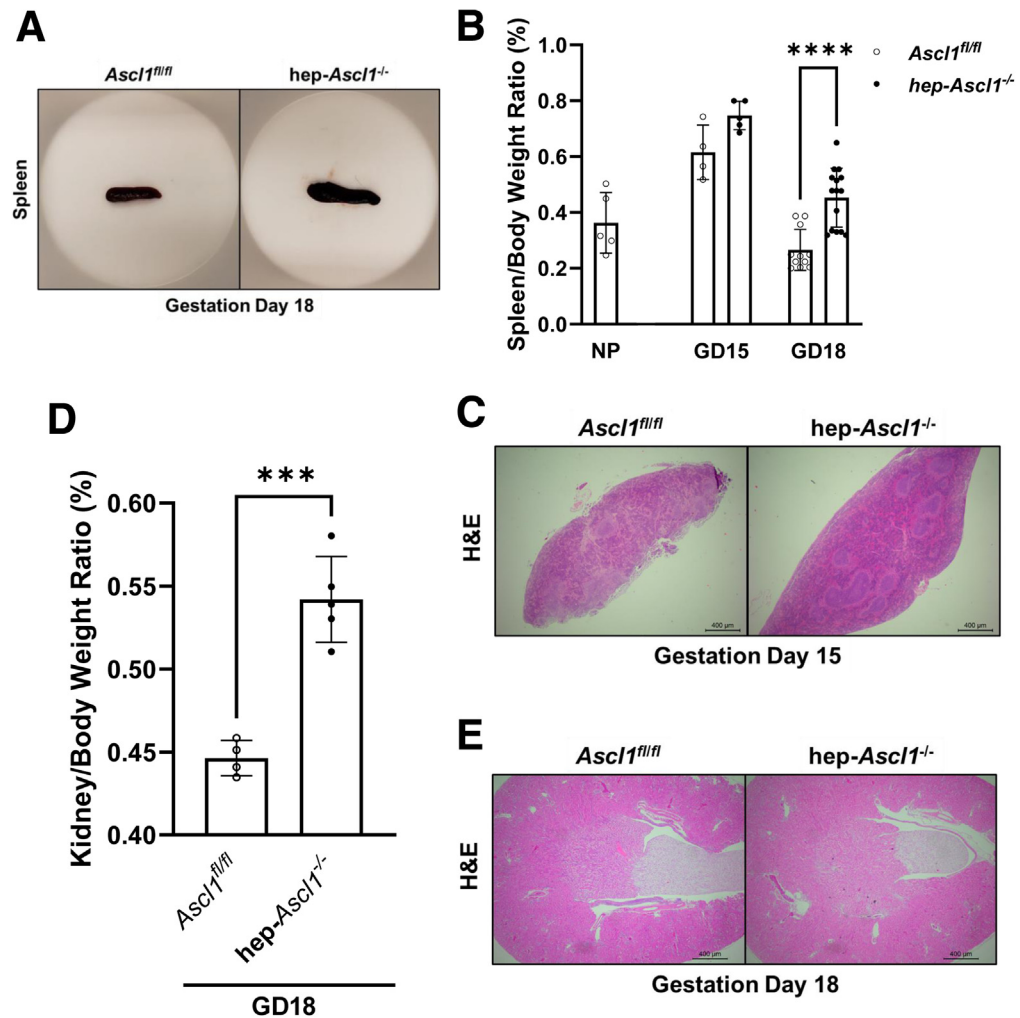 A
Ascl1fl/fl
hep-Ascl1-/-
Spleen
Gestation Day 18
B
Spleen/Body Weight Ratio (%)
1.0
0.8
0.6
0.4
0.2
0.0
****
Ascl1fl/fl
hep-Ascl1-/-
NP
GD15
GD18
D
Kidney/Body Weight Ratio (%)
0.60
0.55
0.50
0.45
0.40
***
Ascl1fl/fl
hep-Ascl1-/-
GD18
C
Ascl1fl/fl
hep-Ascl1-/-
H&E
400 μm
400 μm
Gestation Day 15
E
Ascl1fl/fl
hep-Ascl1-/-
H&E
400 μm
400 μm
Gestation Day 18